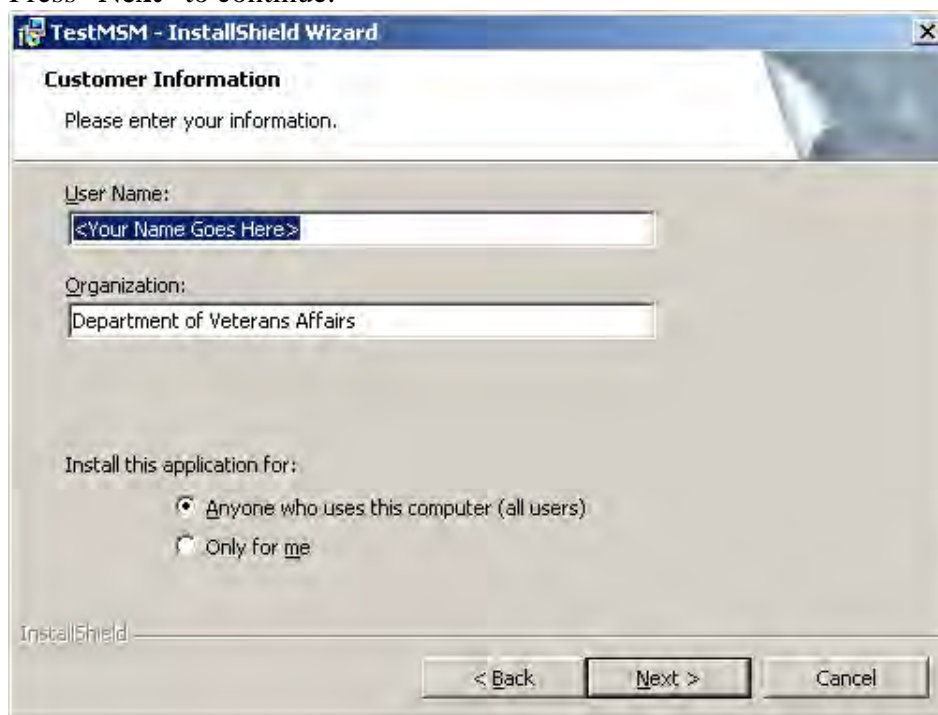 Press "Next" to continue.
TestMSM - InstallShield Wizard
Customer Information
Please enter your information.
User Name:
<Your Name Goes Here>
Organization:
Department of Veterans Affairs
Install this application for:
Anyone who uses this computer (all users)
Only for me
InstallShield
< Back
Next >
Cancel